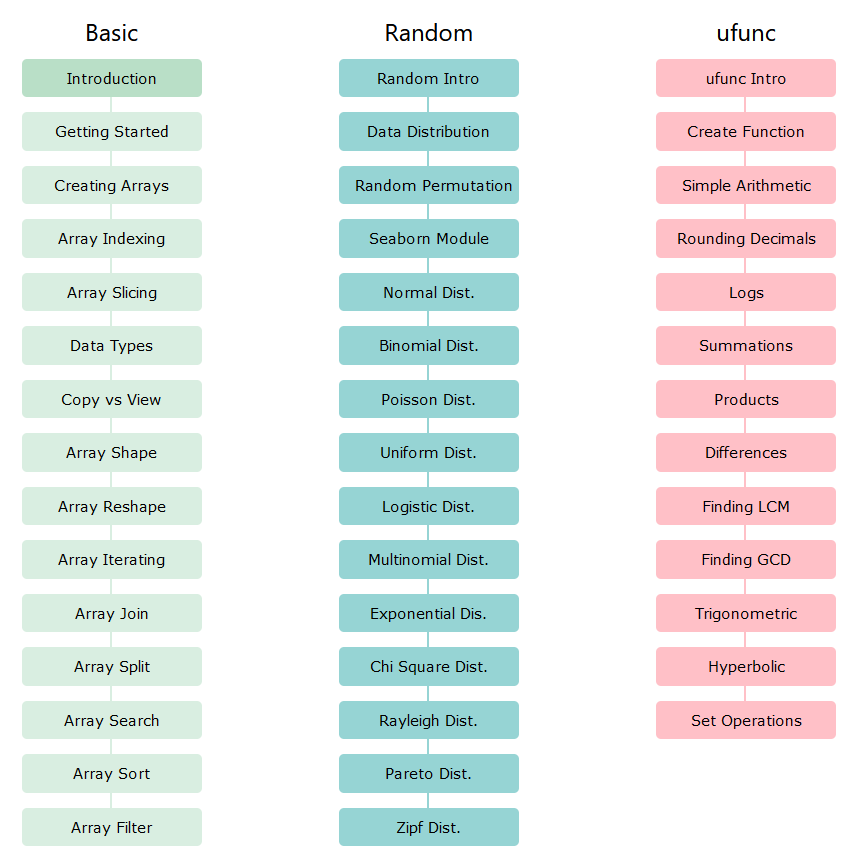 Basic
Introduction
Getting Started
Creating Arrays
Array Indexing
Array Slicing
Data Types
Copy vs View
Array Shape
Array Reshape
Array Iterating
Array Join
Array Split
Array Search
Array Sort
Array Filter
Random
Random Intro
Data Distribution
Random Permutation
Seaborn Module
Normal Dist.
Binomial Dist.
Poisson Dist.
Uniform Dist.
Logistic Dist.
Multinomial Dist.
Exponential Dis.
Chi Square Dist.
Rayleigh Dist.
Pareto Dist.
Zipf Dist.
ufunc
ufunc Intro
Create Function
Simple Arithmetic
Rounding Decimals
Logs
Summations
Products
Differences
Finding LCM
Finding GCD
Trigonometric
Hyperbolic
Set Operations